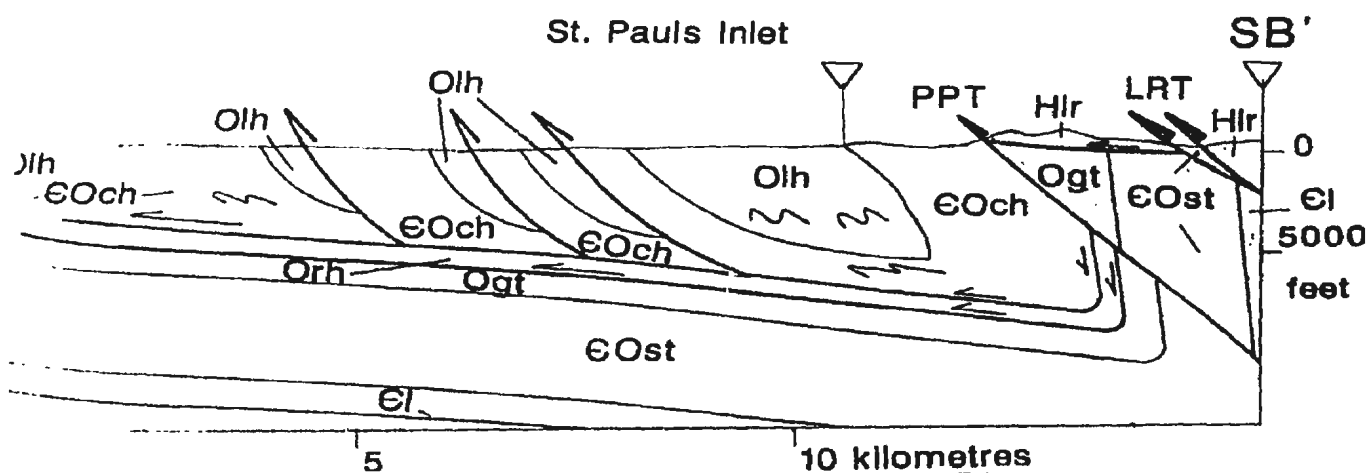 St. Pauls Inlet
SB'
Olh
PPT
LRT
Olh
Hlr
Hlr
Olh
0
ЄOch
Olh
Ogt
ЄOst
Єl
ЄOch
ЄOch
ЄOch
5000
Orh
Ogt
feet
ЄOst
Єl
5
10 kilometres